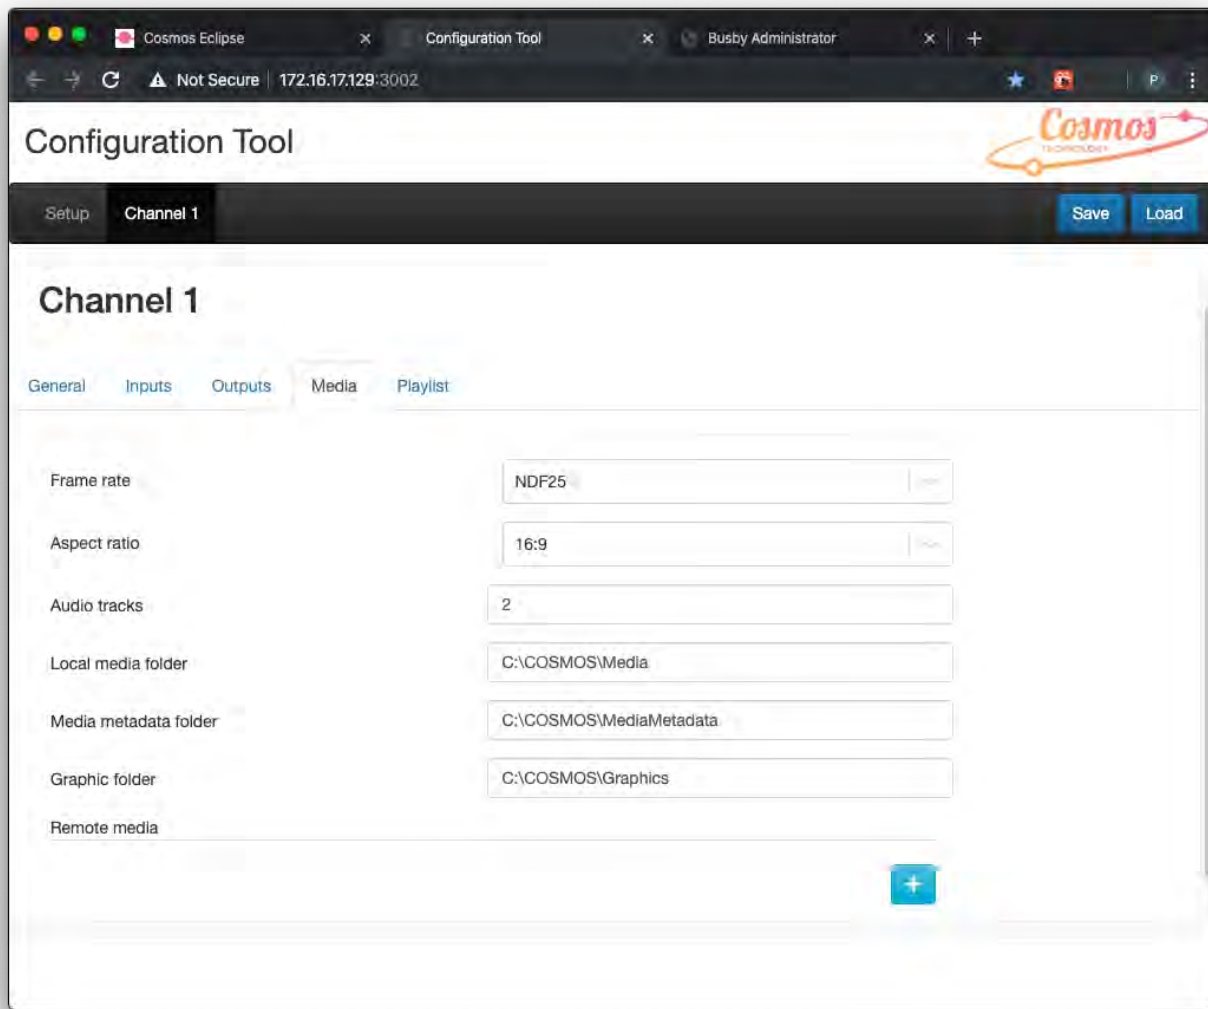 Cosmos Eclipse × Configuration Tool × Busby Administrator × +
Not Secure 172.16.17.129:3002 P
Configuration Tool
Cosmos
TECHNOLOGY
Setup Channel 1 Save Load
Channel 1
General Inputs Outputs Media Playlist
Frame rate NDF25
Aspect ratio 16:9
Audio tracks 2
Local media folder C:\COSMOS\Media
Media metadata folder C:\COSMOS\MediaMetadata
Graphic folder C:\COSMOS\Graphics
Remote media
+